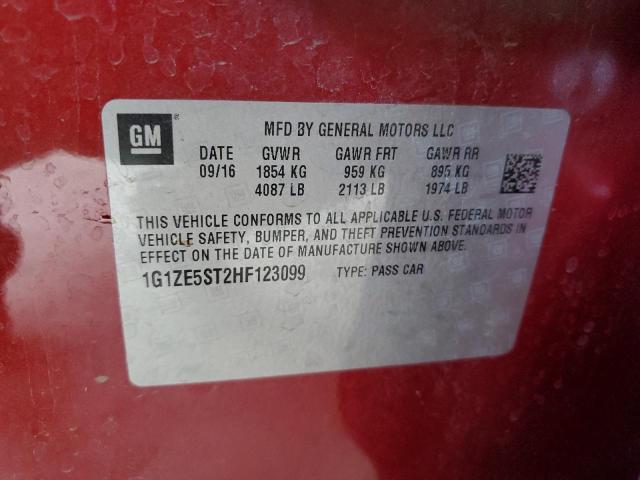 GM ®
MFD BY GENERAL MOTORS LLC
DATE GVWR GAWR FRT GAWR RR
09/16 1854 KG 959 KG 895 KG
4087 LB 2113 LB 1974 LB
THIS VEHICLE CONFORMS TO ALL APPLICABLE U.S. FEDERAL MOTOR
VEHICLE SAFETY, BUMPER, AND THEFT PREVENTION STANDARDS IN
EFFECT ON THE DATE OF MANUFACTURE SHOWN ABOVE.
1G1ZE5ST2HF123099 TYPE: PASS CAR